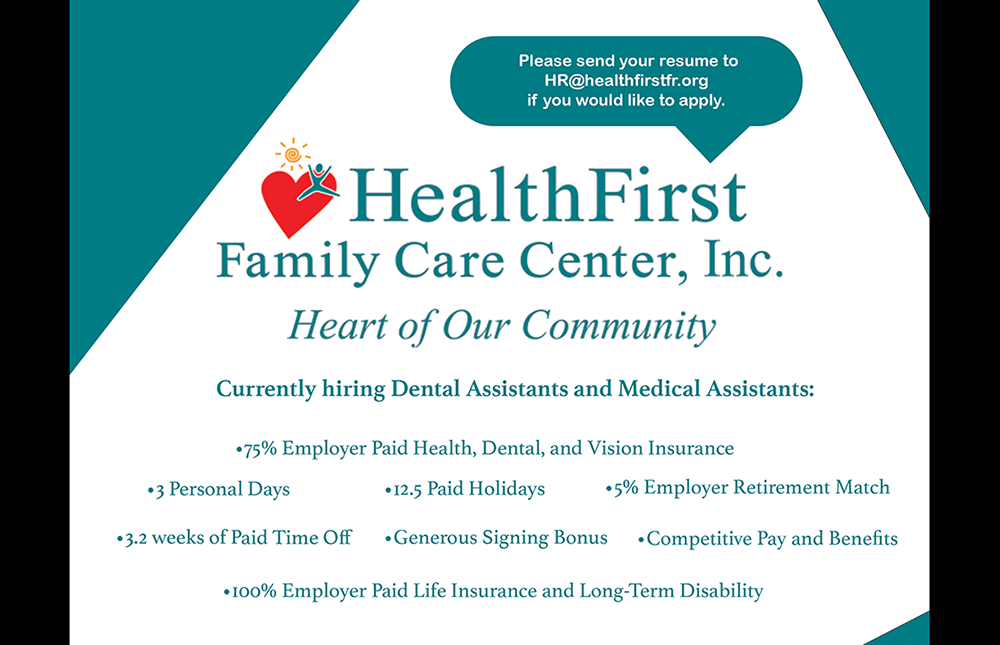 Please send your resume to
HR@healthfirstfr.org
if you would like to apply.
HealthFirst
Family Care Center, Inc.
Heart of Our Community
Currently hiring Dental Assistants and Medical Assistants:
•75% Employer Paid Health, Dental, and Vision Insurance
•3 Personal Days •12.5 Paid Holidays •5% Employer Retirement Match
•3.2 weeks of Paid Time Off •Generous Signing Bonus •Competitive Pay and Benefits
•100% Employer Paid Life Insurance and Long-Term Disability